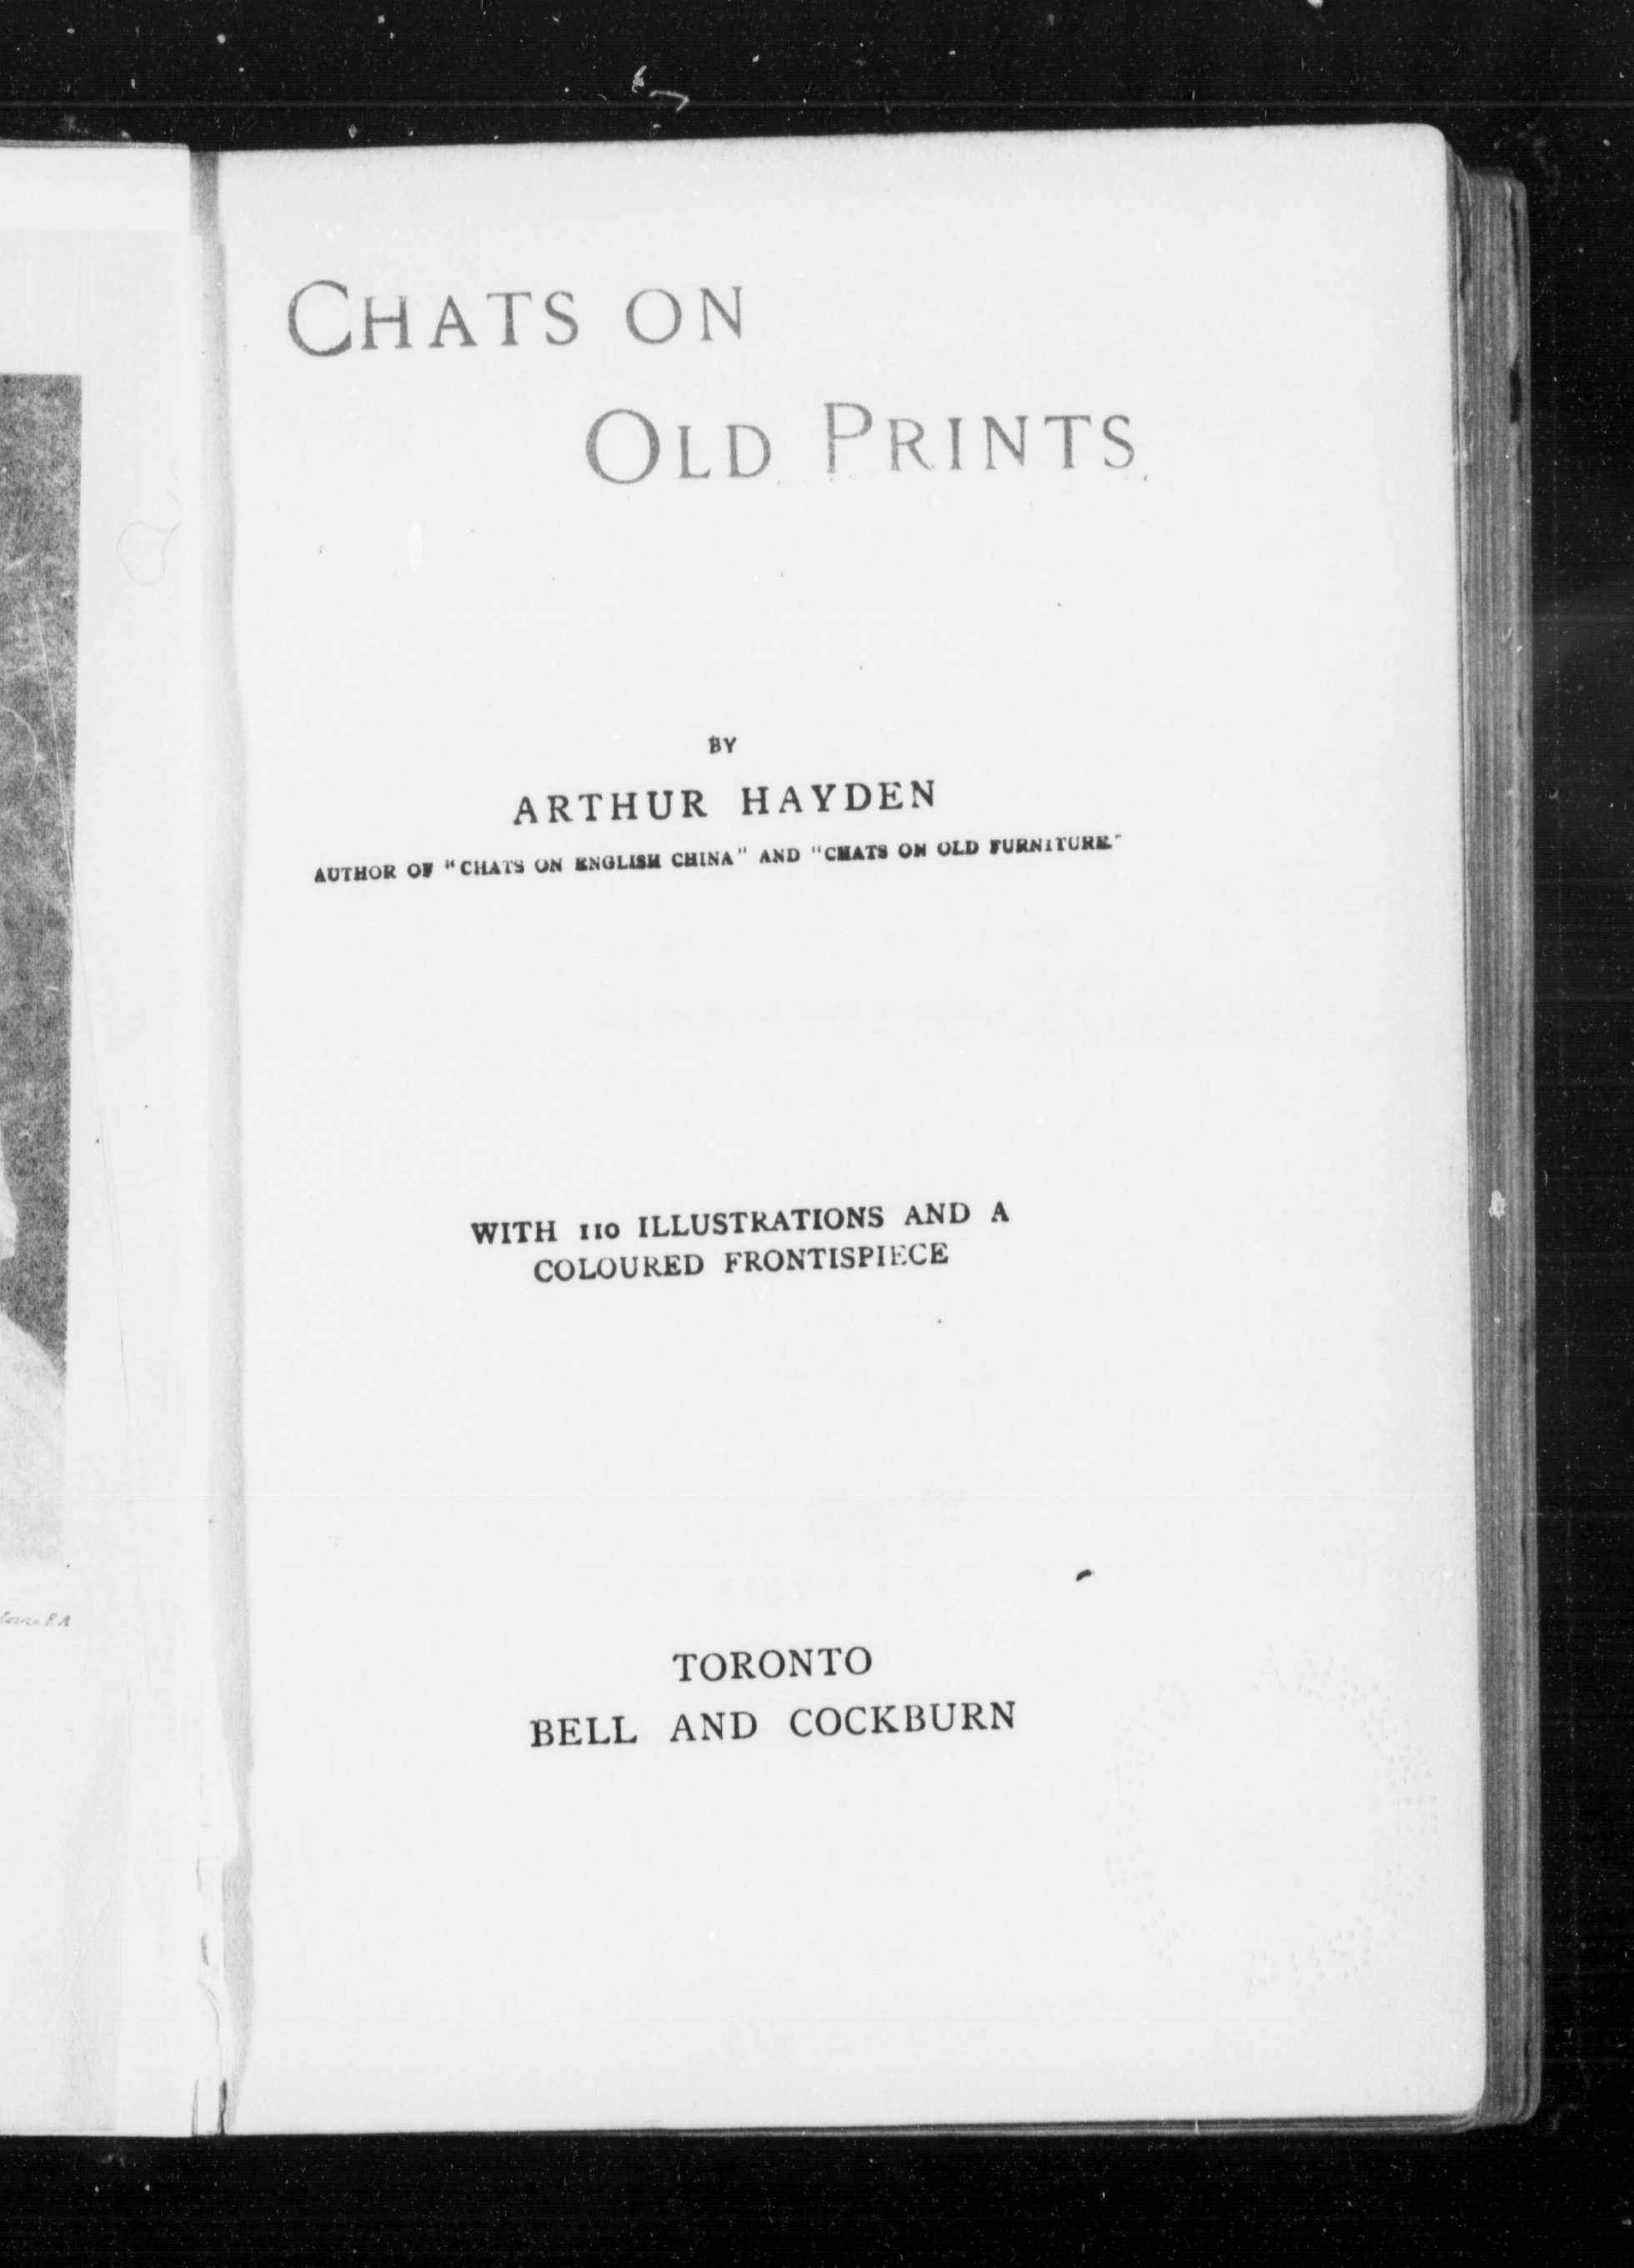 CHATS ON
OLD PRINTS
BY
ARTHUR HAYDEN
AUTHOR OF "CHATS ON ENGLISH CHINA" AND "CHATS ON OLD FURNITURE"
WITH 110 ILLUSTRATIONS AND A
COLOURED FRONTISPIECE
TORONTO
BELL AND COCKBURN